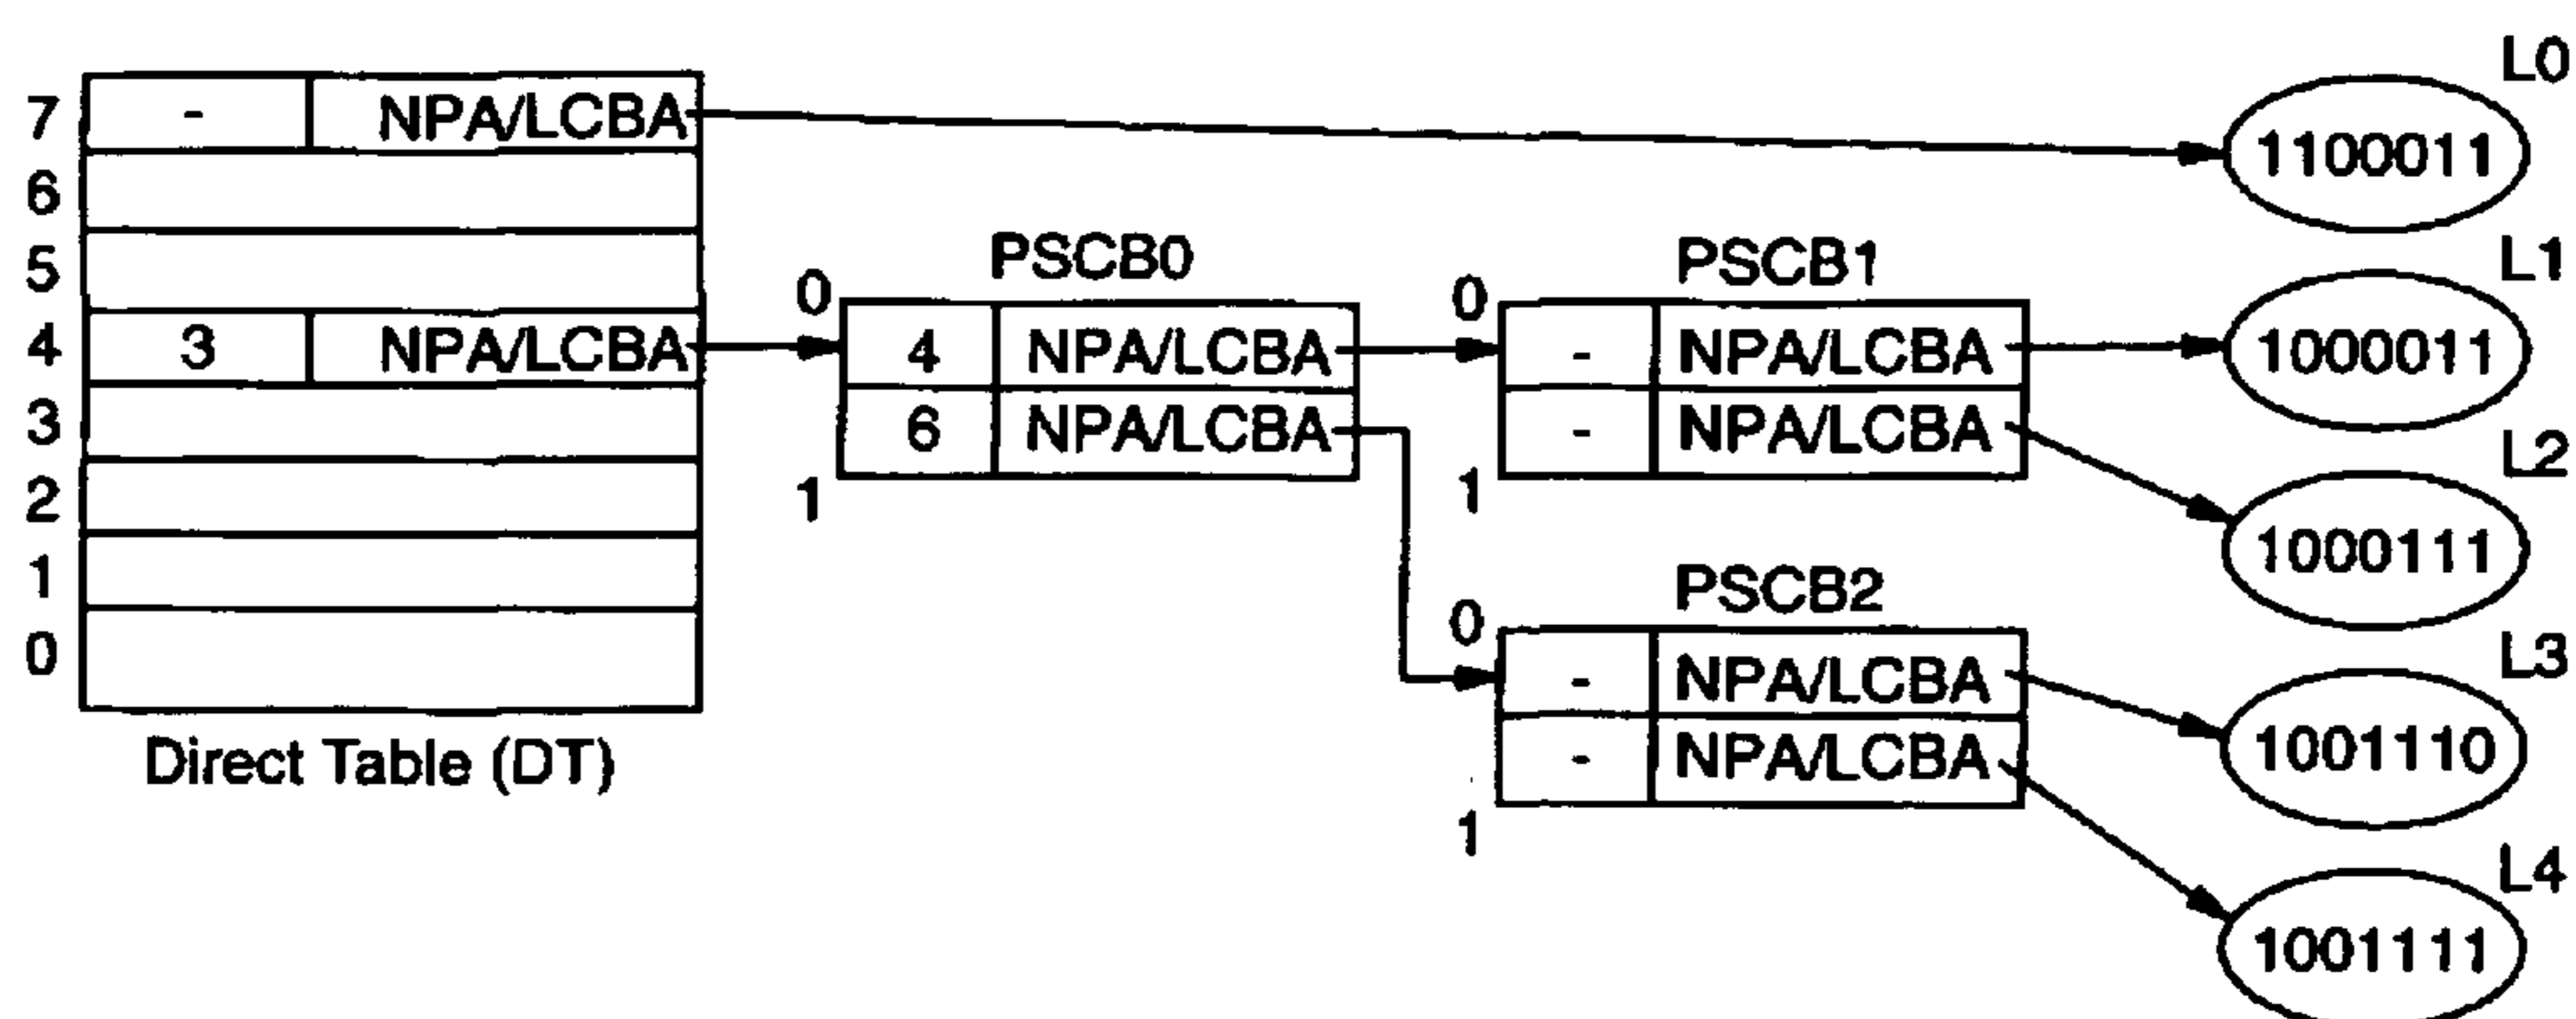 L0
7 - NPA/LCBA
1100011
6
5
PSCB0
PSCB1
L1
0
0
4 3 NPA/LCBA
4 NPA/LCBA
- NPA/LCBA
1000011
3
6 NPA/LCBA
- NPA/LCBA
L2
2
1
1
1000111
1
PSCB2
0
0
- NPA/LCBA
L3
Direct Table (DT)
- NPA/LCBA
1001110
1
L4
1001111